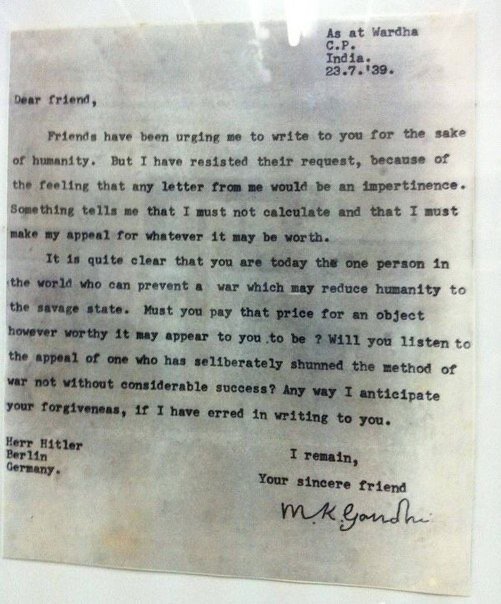 As at Wardha
C.P.
India.
23.7.'39.
Dear friend,
Friends have been urging me to write to you for the sake
of humanity. But I have resisted their request, because of
the feeling that any letter from me would be an impertinence.
Something tells me that I must not calculate and that I must
make my appeal for whatever it may be worth.
It is quite clear that you are today the one person in
the world who can prevent a war which may reduce humanity to
the savage state. Must you pay that price for an object
however worthy it may appear to you to be ? Will you listen to
the appeal of one who has seliberately shunned the method of
war not without considerable success? Any way I anticipate
your forgiveness, if I have erred in writing to you.
Herr Hitler
Berlin
Germany.
I remain,
Your sincere friend
M.K.Gandhi